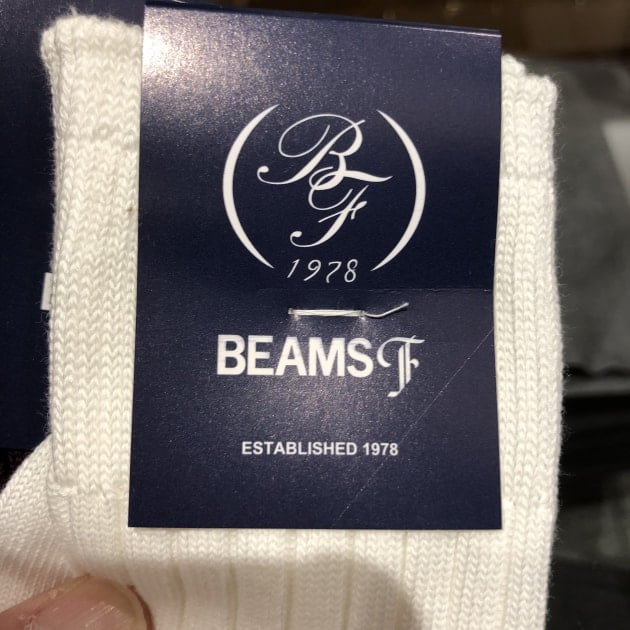 BF
1978
BEAMS F
ESTABLISHED 1978